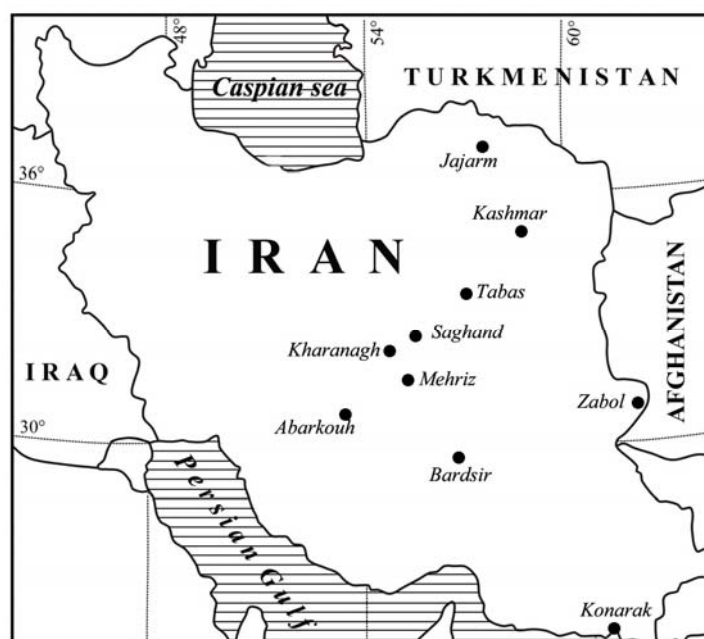 48°
54°
60°
Caspian sea
TURKMENISTAN
Jajarm
36°
Kashmar
IRAN
AFGHANISTAN
Tabas
Saghand
Kharanagh
IRAQ
Mehriz
Zabol
Abarkouh
30°
Bardsir
Persian Gulf
Konarak